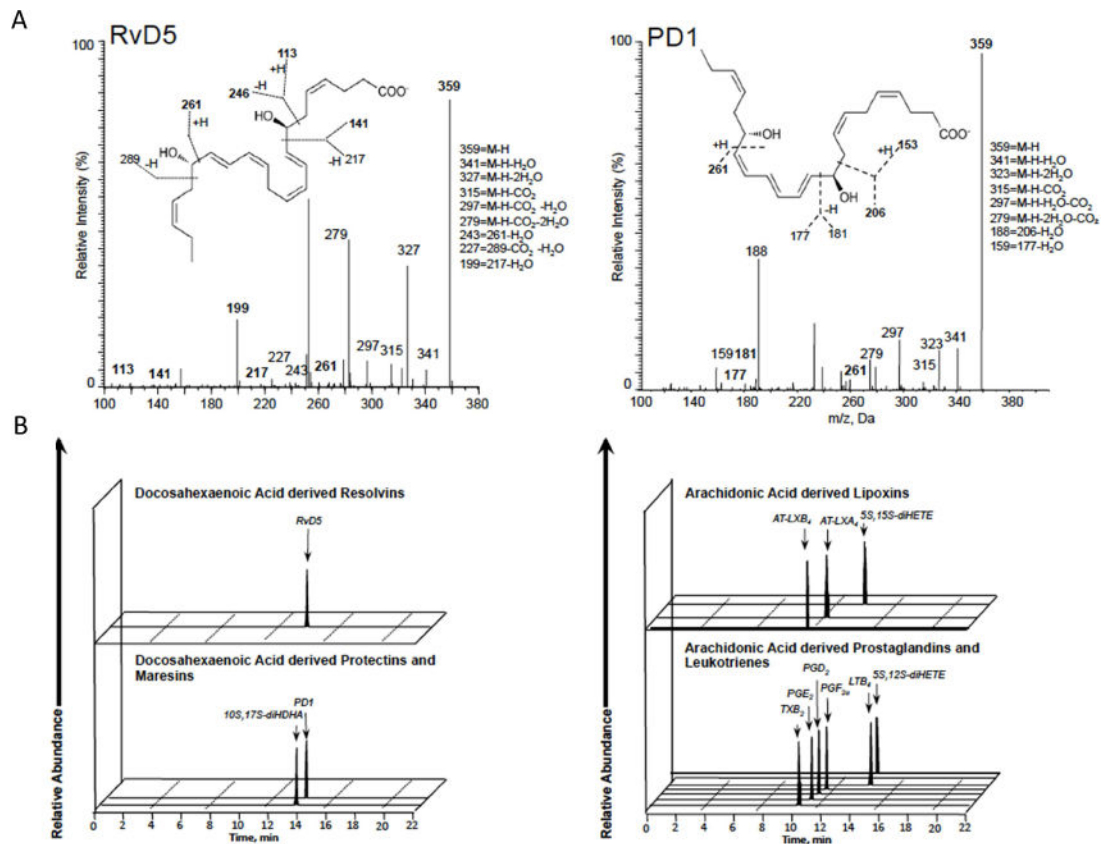 A
RvD5
100
0
Relative Intensity (%)
113
+H
-H
246
COO-
359
261
+H
HO
141
-H
217
HO
289
-H
359=M-H
341=M-H-H2O
327=M-H-2H2O
315=M-H-CO2
297=M-H-CO2 -H2O
279=M-H-CO2-2H2O
243=261-H2O
227=289-CO2 -H2O
199=217-H2O
279
327
199
113
141
217
227
243
261
297
315
341
100 140 180 220 260 300 340 380
PD1
100
0
Relative Intensity (%)
359
OH
+H
261
COO-
+H
153
OH
206
-H
177
181
359=M-H
341=M-H-H2O
323=M-H-2H2O
315=M-H-CO2
297=M-H-H2O-CO2
279=M-H-2H2O-CO2
188=206-H2O
159=177-H2O
188
159
181
177
261
279
297
315
323
341
100 140 180 220 260 300 340 380
m/z, Da
B
Relative Abundance
Docosahexaenoic Acid derived Resolvins
RvD5
Docosahexaenoic Acid derived Protectins and
Maresins
PD1
10S,17S-diHDHA
0 2 4 6 8 10 12 14 16 18 20 22
Time, min
Relative Abundance
Arachidonic Acid derived Lipoxins
AT-LXB4
AT-LXA4
5S,15S-diHETE
Arachidonic Acid derived Prostaglandins and
Leukotrienes
PGD2
PGE2
PGF2a
TXB2
LTB4
5S,12S-diHETE
0 2 4 6 8 10 12 14 16 18 20 22
Time, min